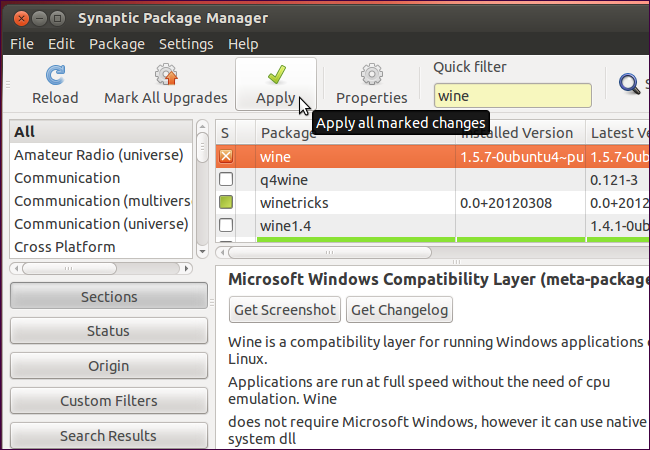 Synaptic Package Manager
File Edit Package Settings Help
Quick filter
Reload Mark All Upgrades Apply Properties wine
Apply all marked changes
All
Amateur Radio (universe)
Communication
Communication (multivers
Communication (universe)
Cross Platform
S Package Installed Version Latest Ve
wine 1.5.7-0ubuntu4~pu 1.5.7-0ub
q4wine 0.121-3
winetricks 0.0+20120308 0.0+2012
wine1.4 1.4.1-0ub
Sections
Status
Origin
Custom Filters
Search Results
Microsoft Windows Compatibility Layer (meta-package
Get Screenshot Get Changelog
Wine is a compatibility layer for running Windows applications
Linux.
Applications are run at full speed without the need of cpu
emulation. Wine
does not require Microsoft Windows, however it can use native
system dll